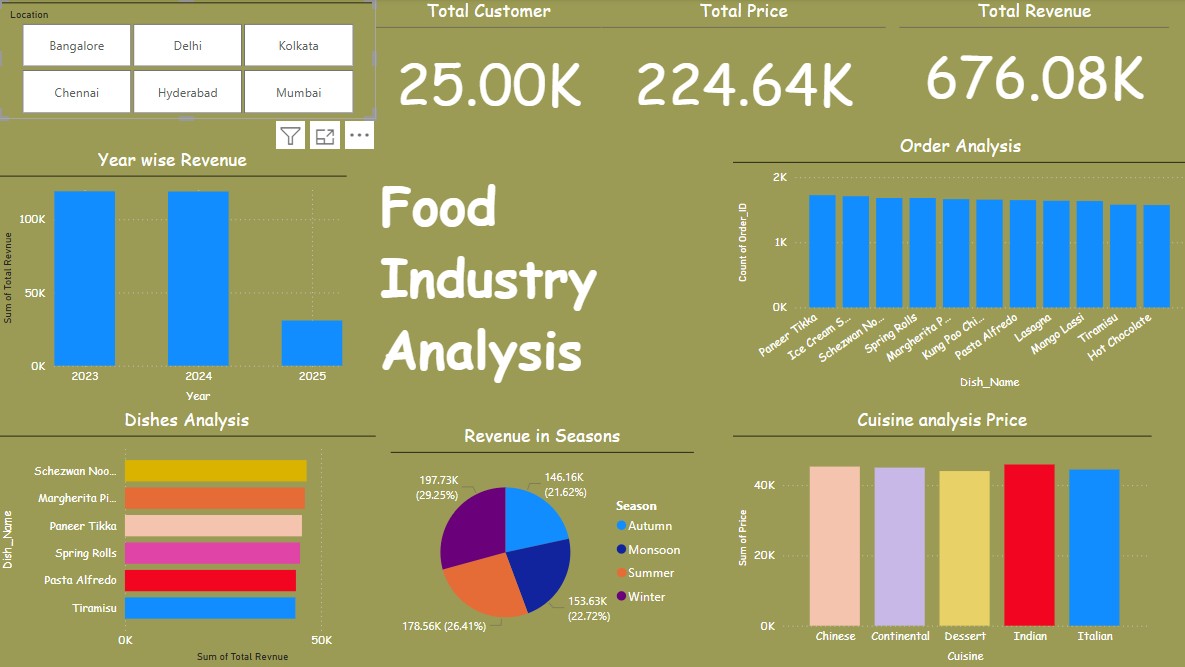 Location
Bangalore
Delhi
Kolkata
Chennai
Hyderabad
Mumbai
Total Customer
25.00K
Total Price
224.64K
Total Revenue
676.08K
Year wise Revenue
Sum of Total Revnue
100K
50K
0K
2023
2024
2025
Year
Food
Industry
Analysis
Order Analysis
Count of Order_ID
2K
1K
0K
Paneer Tikka
Ice Cream S...
Schezwan No...
Spring Rolls
Margherita P...
Kung Pao Chi...
Pasta Alfredo
Lasagna
Mango Lassi
Tiramisu
Hot Chocolate
Dish_Name
Dishes Analysis
Dish_Name
Schezwan Noo...
Margherita Pi...
Paneer Tikka
Spring Rolls
Pasta Alfredo
Tiramisu
0K
50K
Sum of Total Revnue
Revenue in Seasons
197.73K
(29.25%)
146.16K
(21.62%)
153.63K
(22.72%)
178.56K (26.41%)
Season
Autumn
Monsoon
Summer
Winter
Cuisine analysis Price
Sum of Price
40K
20K
0K
Chinese
Continental
Dessert
Indian
Italian
Cuisine